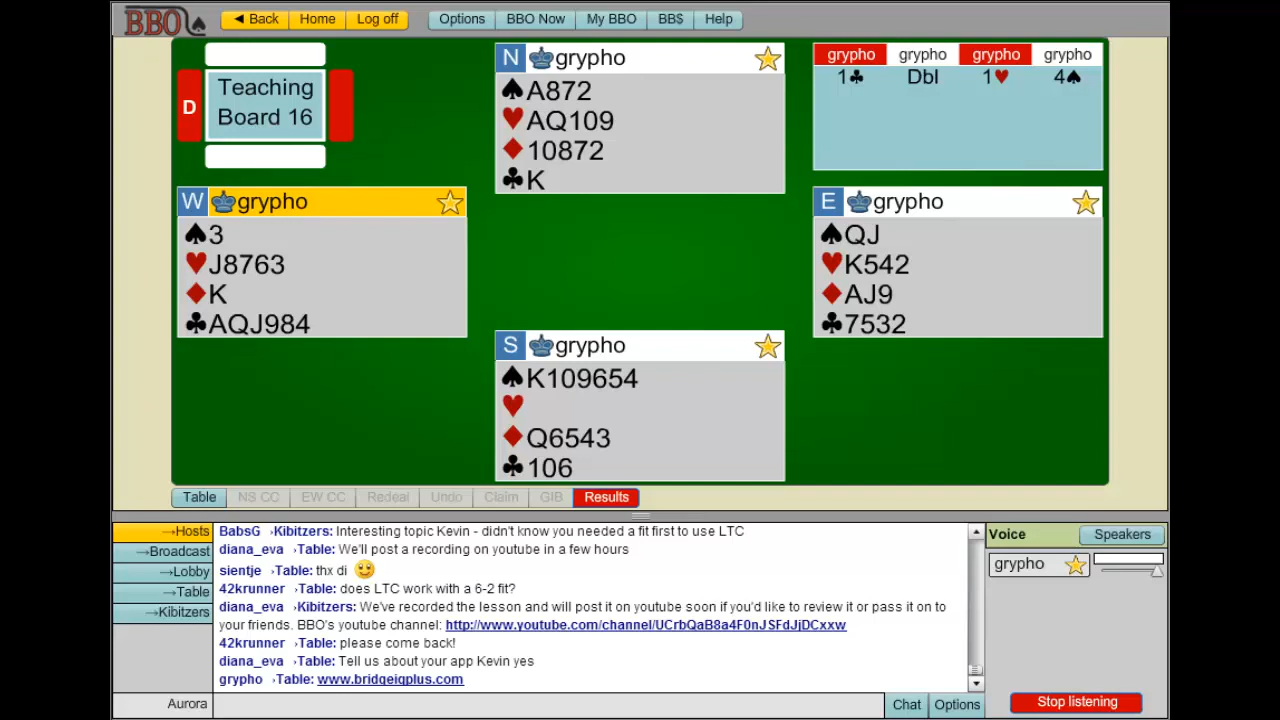 BBO
◄ Back Home Log off Options BBO Now My BBO BB$ Help
D
Teaching
Board 16
N grypho
♠A872
♥AQ109
♦10872
♣K
grypho grypho grypho grypho
1♣ Dbl 1♥ 4♠
W grypho
♠3
♥J8763
♦K
♣AQJ984
E grypho
♠QJ
♥K542
♦AJ9
♣7532
S grypho
♠K109654
♥
♦Q6543
♣106
Table NS CC EW CC Redeal Undo Claim GIB Results
→Hosts
→Broadcast
→Lobby
→Table
→Kibitzers
BabsG ›Kibitzers: Interesting topic Kevin - didn't know you needed a fit first to use LTC
diana_eva ›Table: We'll post a recording on youtube in a few hours
sientje ›Table: thx di
42krunner ›Table: does LTC work with a 6-2 fit?
diana_eva ›Kibitzers: We've recorded the lesson and will post it on youtube soon if you'd like to review it or pass it on to
your friends. BBO's youtube channel: http://www.youtube.com/channel/UCrbQaB8a4F0nJSFdJjDCxxw
42krunner ›Table: please come back!
diana_eva ›Table: Tell us about your app Kevin yes
grypho ›Table: www.bridgeiqplus.com
Voice Speakers
grypho
Aurora Chat Options Stop listening